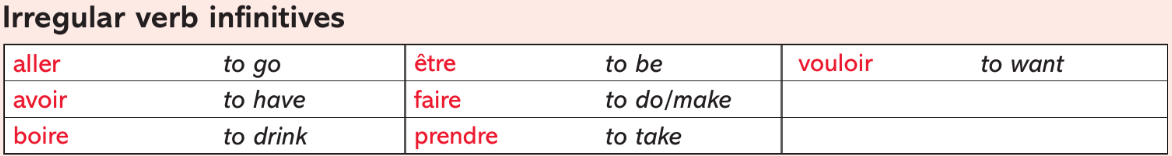 Irregular verb infinitives
aller to go être to be vouloir to want
avoir to have faire to do/make
boire to drink prendre to take